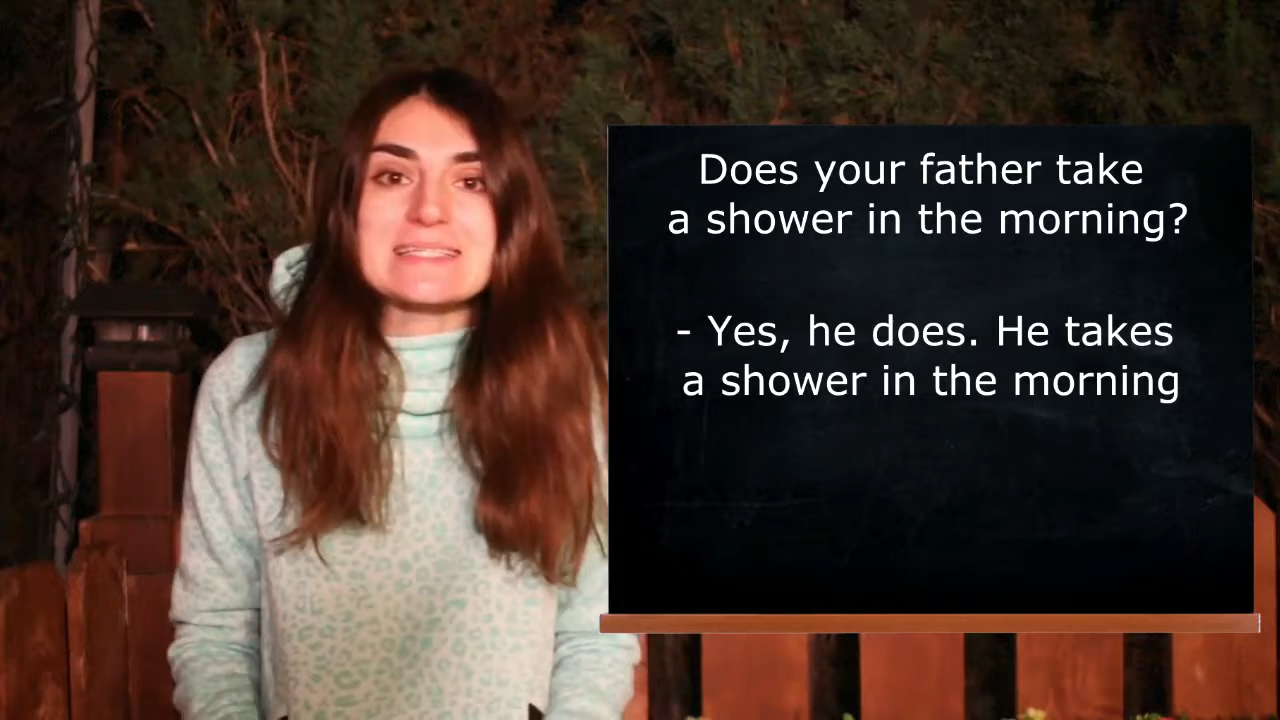 Does your father take
a shower in the morning?
- Yes, he does. He takes
a shower in the morning